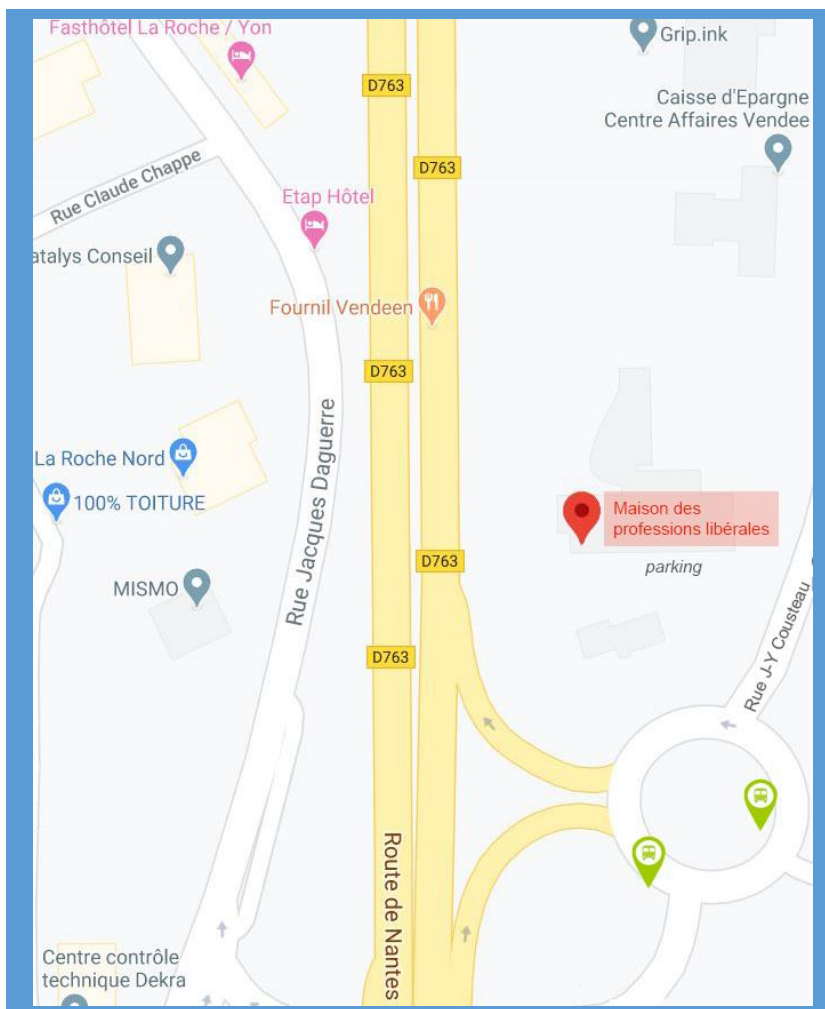 Fasthôtel La Roche / Yon
Grip.ink
D763
Caisse d'Epargne
Centre Affaires Vendee
D763
Rue Claude Chappe
Etap Hôtel
atalys Conseil
Fournil Vendeen
D763
Rue Jacques Daguerre
La Roche Nord
100% TOITURE
Maison des
professions libérales
parking
D763
MISMO
Rue J-Y Cousteau
D763
Route de Nantes
Centre contrôle
technique Dekra